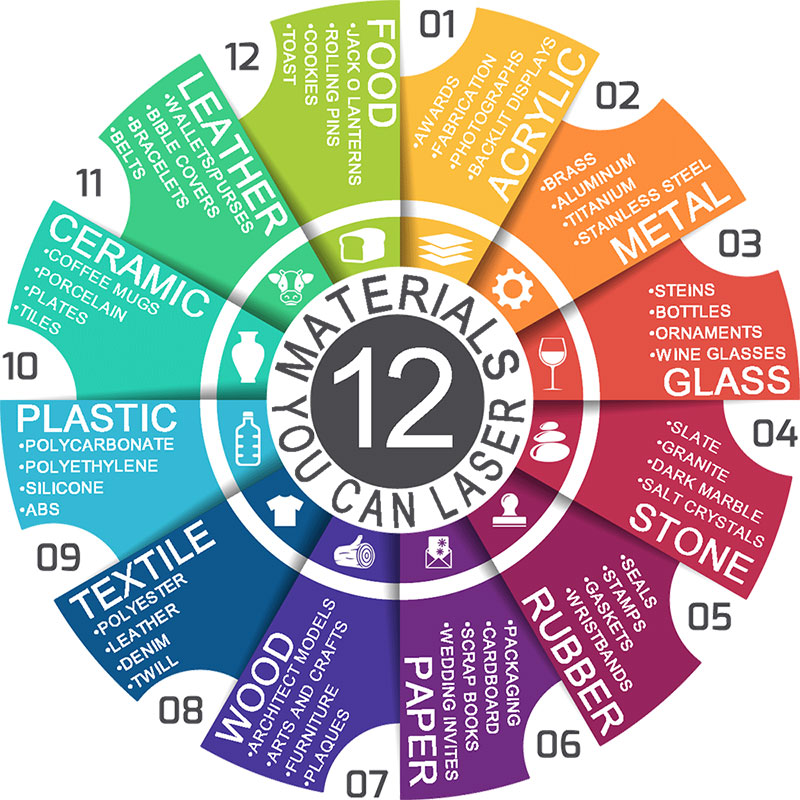 12
MATERIALS
YOU CAN LASER
01
ACRYLIC
•AWARDS
•FABRICATION
•PHOTOGRAPHS
•BACKLIT DISPLAYS
02
METAL
•BRASS
•ALUMINUM
•TITANIUM
•STAINLESS STEEL
03
•STEINS
•BOTTLES
•ORNAMENTS
•WINE GLASSES
GLASS
04
•SLATE
•GRANITE
•DARK MARBLE
•SALT CRYSTALS
STONE
05
•SEALS
•STAMPS
•GASKETS
•WRISTBANDS
RUBBER
06
•PACKAGING
•CARDBOARD
•SCRAP BOOKS
•WEDDING INVITES
PAPER
07
WOOD
•ARCHITECT MODELS
•ARTS AND CRAFTS
•FURNITURE
•PLAQUES
08
TEXTILE
•POLYESTER
•LEATHER
•DENIM
•TWILL
09
PLASTIC
•POLYCARBONATE
•POLYETHYLENE
•SILICONE
•ABS
10
CERAMIC
•COFFEE MUGS
•PORCELAIN
•PLATES
•TILES
11
LEATHER
•WALLETS/PURSES
•BIBLE COVERS
•BRACELETS
•BELTS
12
FOOD
•JACK O LANTERNS
•ROLLING PINS
•COOKIES
•TOAST